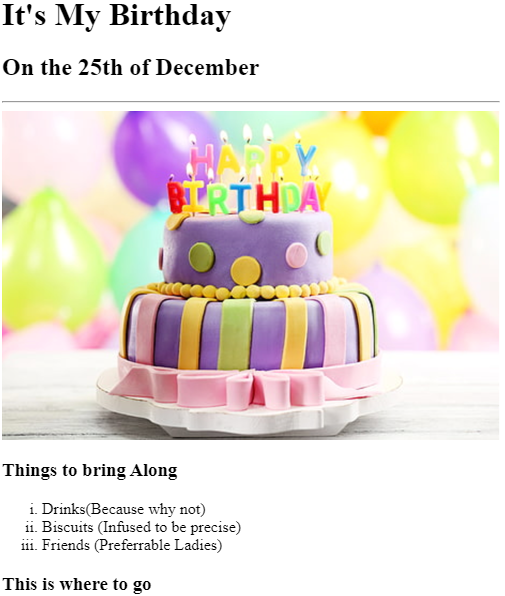 It's My Birthday
On the 25th of December
HAPPY
BIRTHDAY
Things to bring Along
i. Drinks(Because why not)
ii. Biscuits (Infused to be precise)
iii. Friends (Preferrable Ladies)
This is where to go